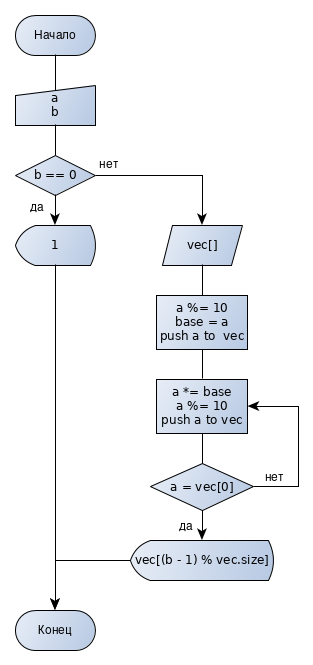 Начало
a
b
b == 0
нет
да
1
vec[]
a %= 10
base = a
push a to vec
a *= base
a %= 10
push a to vec
a = vec[0]
нет
да
vec[(b - 1) % vec.size]
Конец